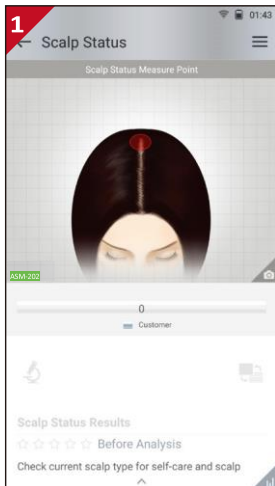 1
01:43
Scalp Status
Scalp Status Measure Point
ASM-202
0
Customer
Scalp Status Results
Before Analysis
Check current scalp type for self-care and scalp